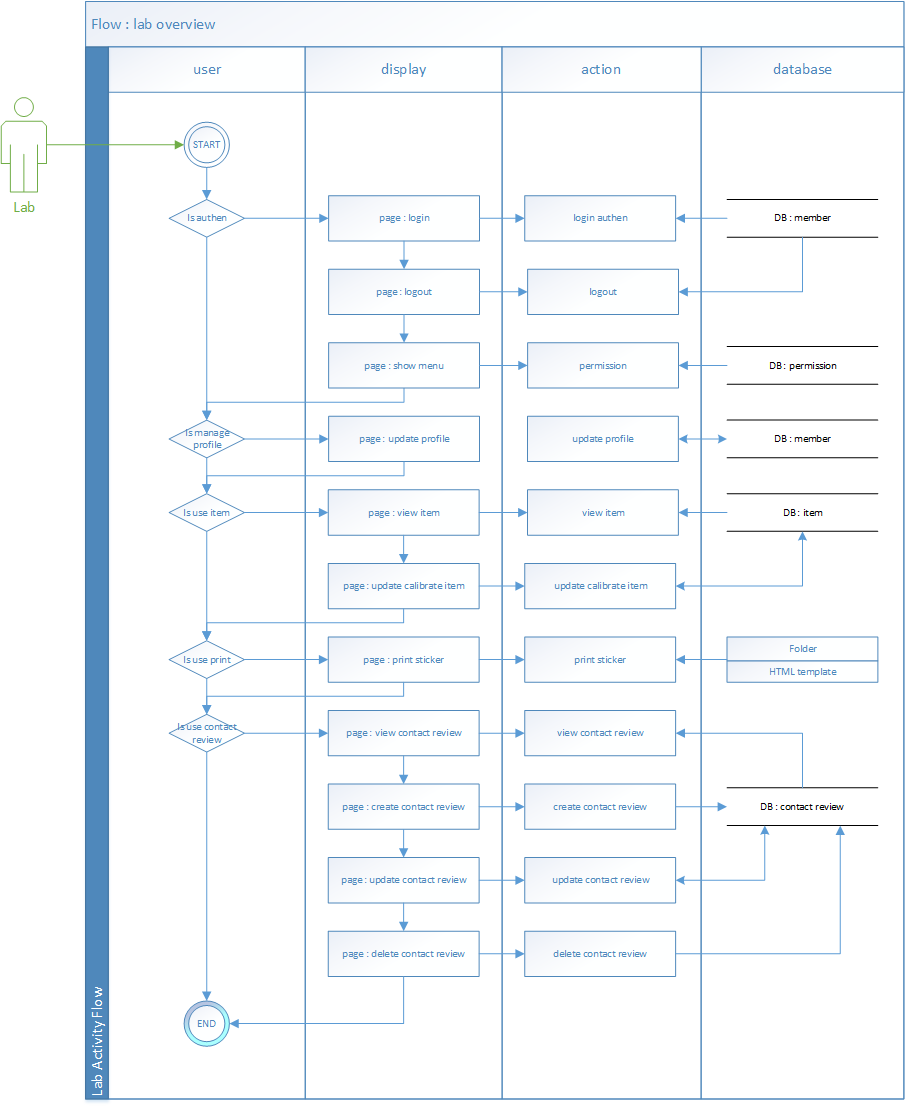 Flow : lab overview
user
display
action
database
Lab
Lab Activity Flow
START
Is authen
page : login
login authen
DB : member
page : logout
logout
page : show menu
permission
DB : permission
Is manage
profile
page : update profile
update profile
DB : member
Is use item
page : view item
view item
DB : item
page : update calibrate item
update calibrate item
Is use print
page : print sticker
print sticker
Folder
HTML template
Is use contact
review
page : view contact review
view contact review
page : create contact review
create contact review
DB : contact review
page : update contact review
update contact review
page : delete contact review
delete contact review
END